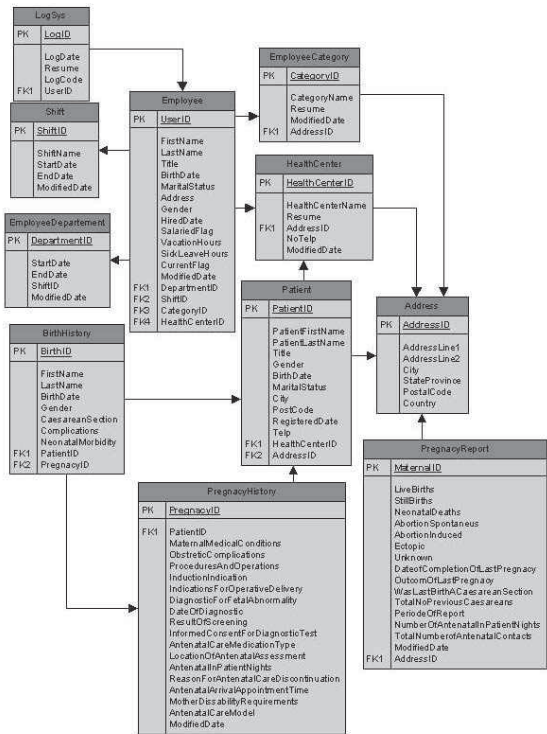 LogSys
PK LogID
LogDate
Resume
LogCode
FK1 UserID
Shift
PK ShiftID
ShiftName
StartDate
EndDate
ModifiedDate
EmployeeDepartement
PK DepartmentID
StartDate
EndDate
ShiftID
ModifiedDate
BirthHistory
PK BirthID
FirstName
LastName
BirthDate
Gender
CaesareanSection
Complications
NeonatalMorbidity
FK1 PatientID
FK2 PregnacyID
Employee
PK UserID
FirstName
LastName
Title
BirthDate
MaritalStatus
Address
Gender
HiredDate
SalariedFlag
VacationHours
SickLeaveHours
CurrentFlag
ModifiedDate
FK1 DepartmentID
FK2 ShiftID
FK3 CategoryID
FK4 HealthCenterID
EmployeeCategory
PK CategoryID
CategoryName
Resume
ModifiedDate
FK1 AddressID
HealthCenter
PK HealthCenterID
HealthCenterName
Resume
FK1 AddressID
NoTelp
ModifiedDate
Patient
PK PatientID
PatientFirstName
PatientLastName
Title
Gender
BirthDate
MaritalStatus
City
PostCode
RegisteredDate
Telp
FK1 HealthCenterID
FK2 AddressID
Address
PK AddressID
AddressLine1
AddressLine2
City
StateProvince
PostalCode
Country
PregnacyHistory
PK PregnacyID
FK1 PatientID
MaternalMedicalConditions
ObstreticComplications
ProceduresAndOperations
InductionIndication
IndicationsForOperativeDelivery
DiagnosticForFetalAbnormality
DateOfDiagnostic
ResultOfScreening
InformedConsentForDiagnosticTest
AntenatalCareMedicationType
LocationOfAntenatalAssessment
AntenatalInPatientNights
ReasonForAntenatalCareDiscontinuation
AntenatalArrivalAppointmentTime
MotherDissabilityRequirements
AntenatalCareModel
ModifiedDate
PregnacyReport
PK MaternalID
LiveBirths
StillBirths
NeonatalDeaths
AbortionSpontaneus
AbortionInduced
Ectopic
Unknown
DateofCompletionOfLastPregnacy
OutcomOfLastPregnacy
WasLastBirthACaesareanSection
TotalNoPreviousCaesareans
PeriodeOfReport
NumberOfAntenatalInPatientNights
TotalNumberofAntenatalContacts
ModifiedDate
FK1 AddressID